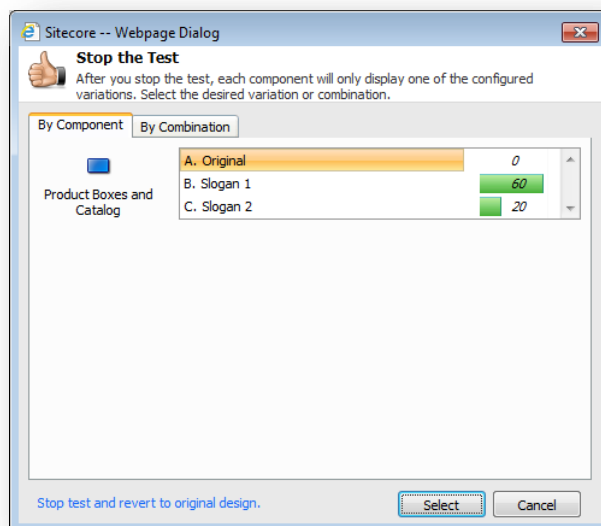 Sitecore -- Webpage Dialog
Stop the Test
After you stop the test, each component will only display one of the configured
variations. Select the desired variation or combination.
By Component
By Combination
Product Boxes and
Catalog
A. Original 0
B. Slogan 1 60
C. Slogan 2 20
Stop test and revert to original design.
Select
Cancel